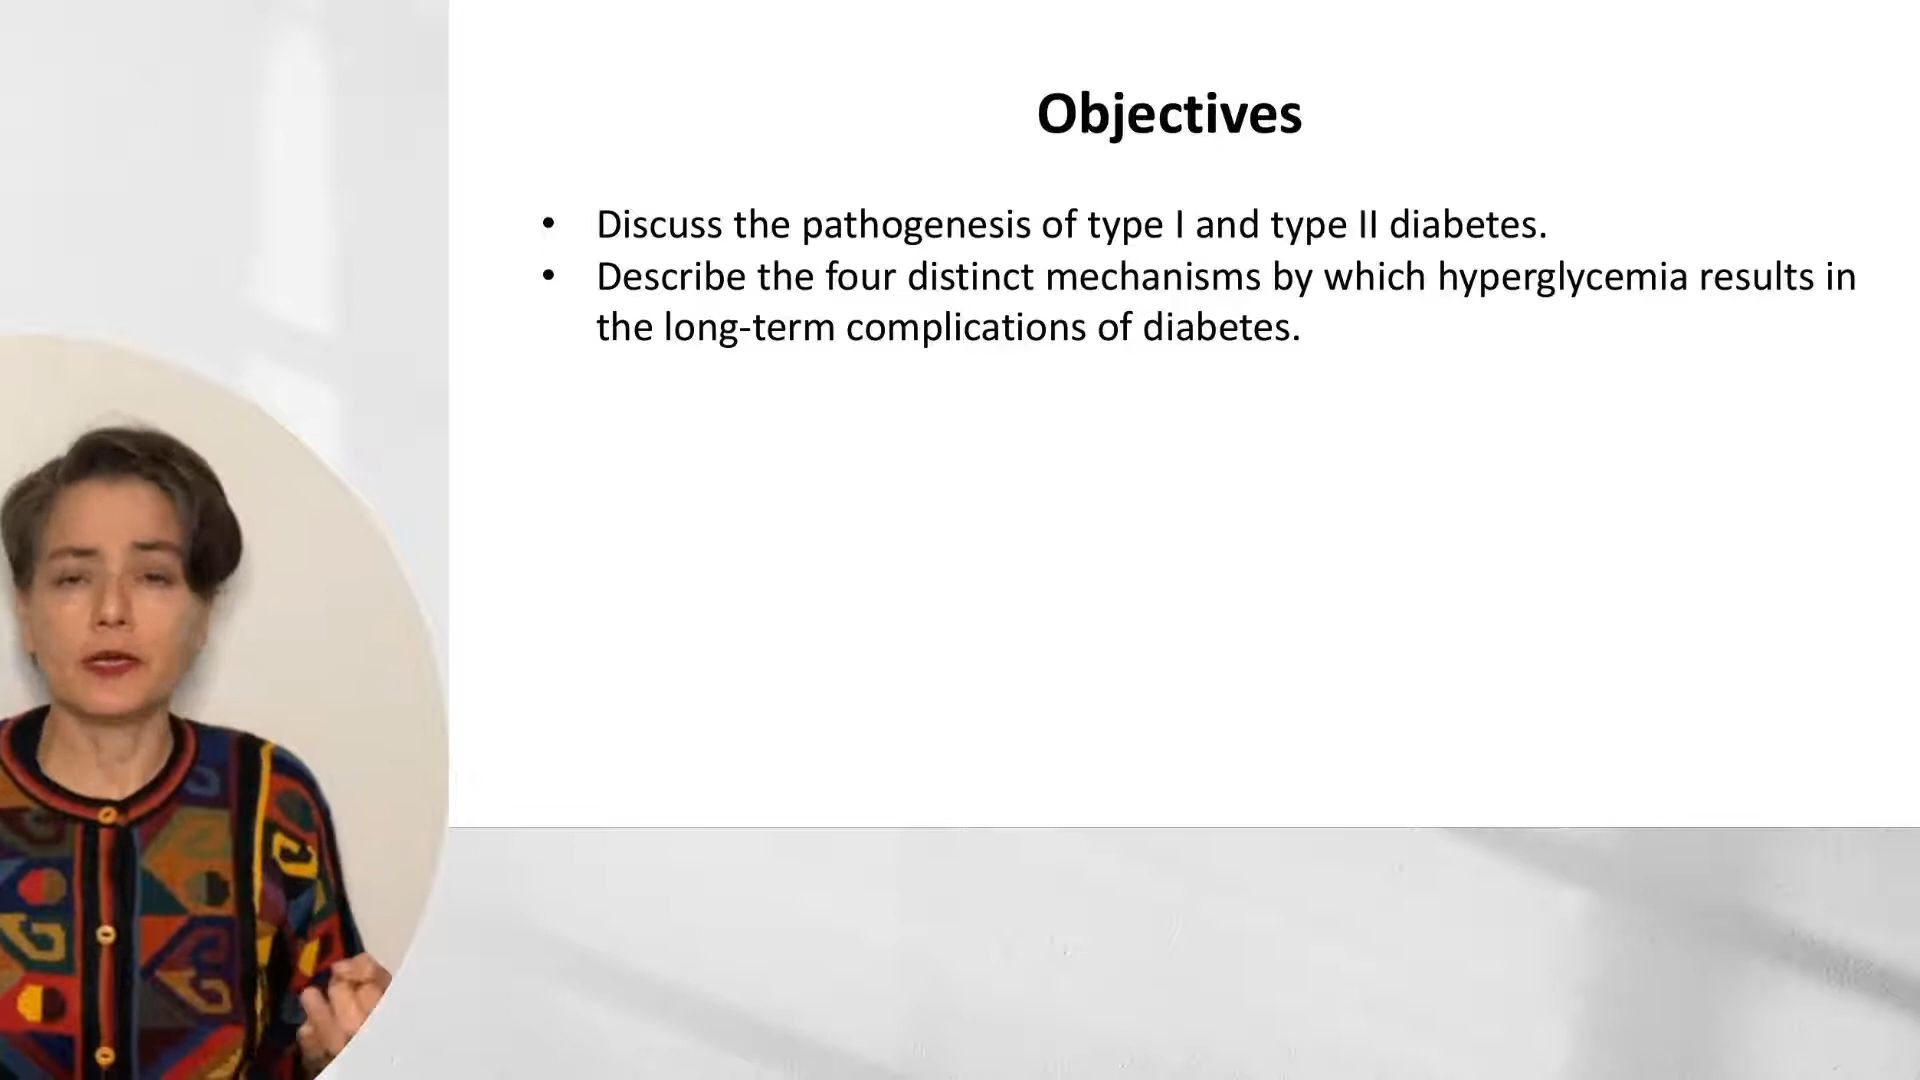 Objectives
• Discuss the pathogenesis of type I and type II diabetes.
• Describe the four distinct mechanisms by which hyperglycemia results in
the long-term complications of diabetes.